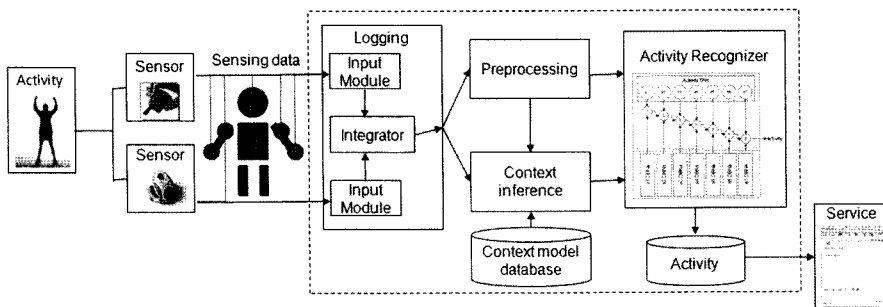 Activity
Sensor
Sensor
Sensing data
Logging
Input
Module
Integrator
Input
Module
Preprocessing
Context
inference
Context model
database
Activity Recognizer
Activity
Service